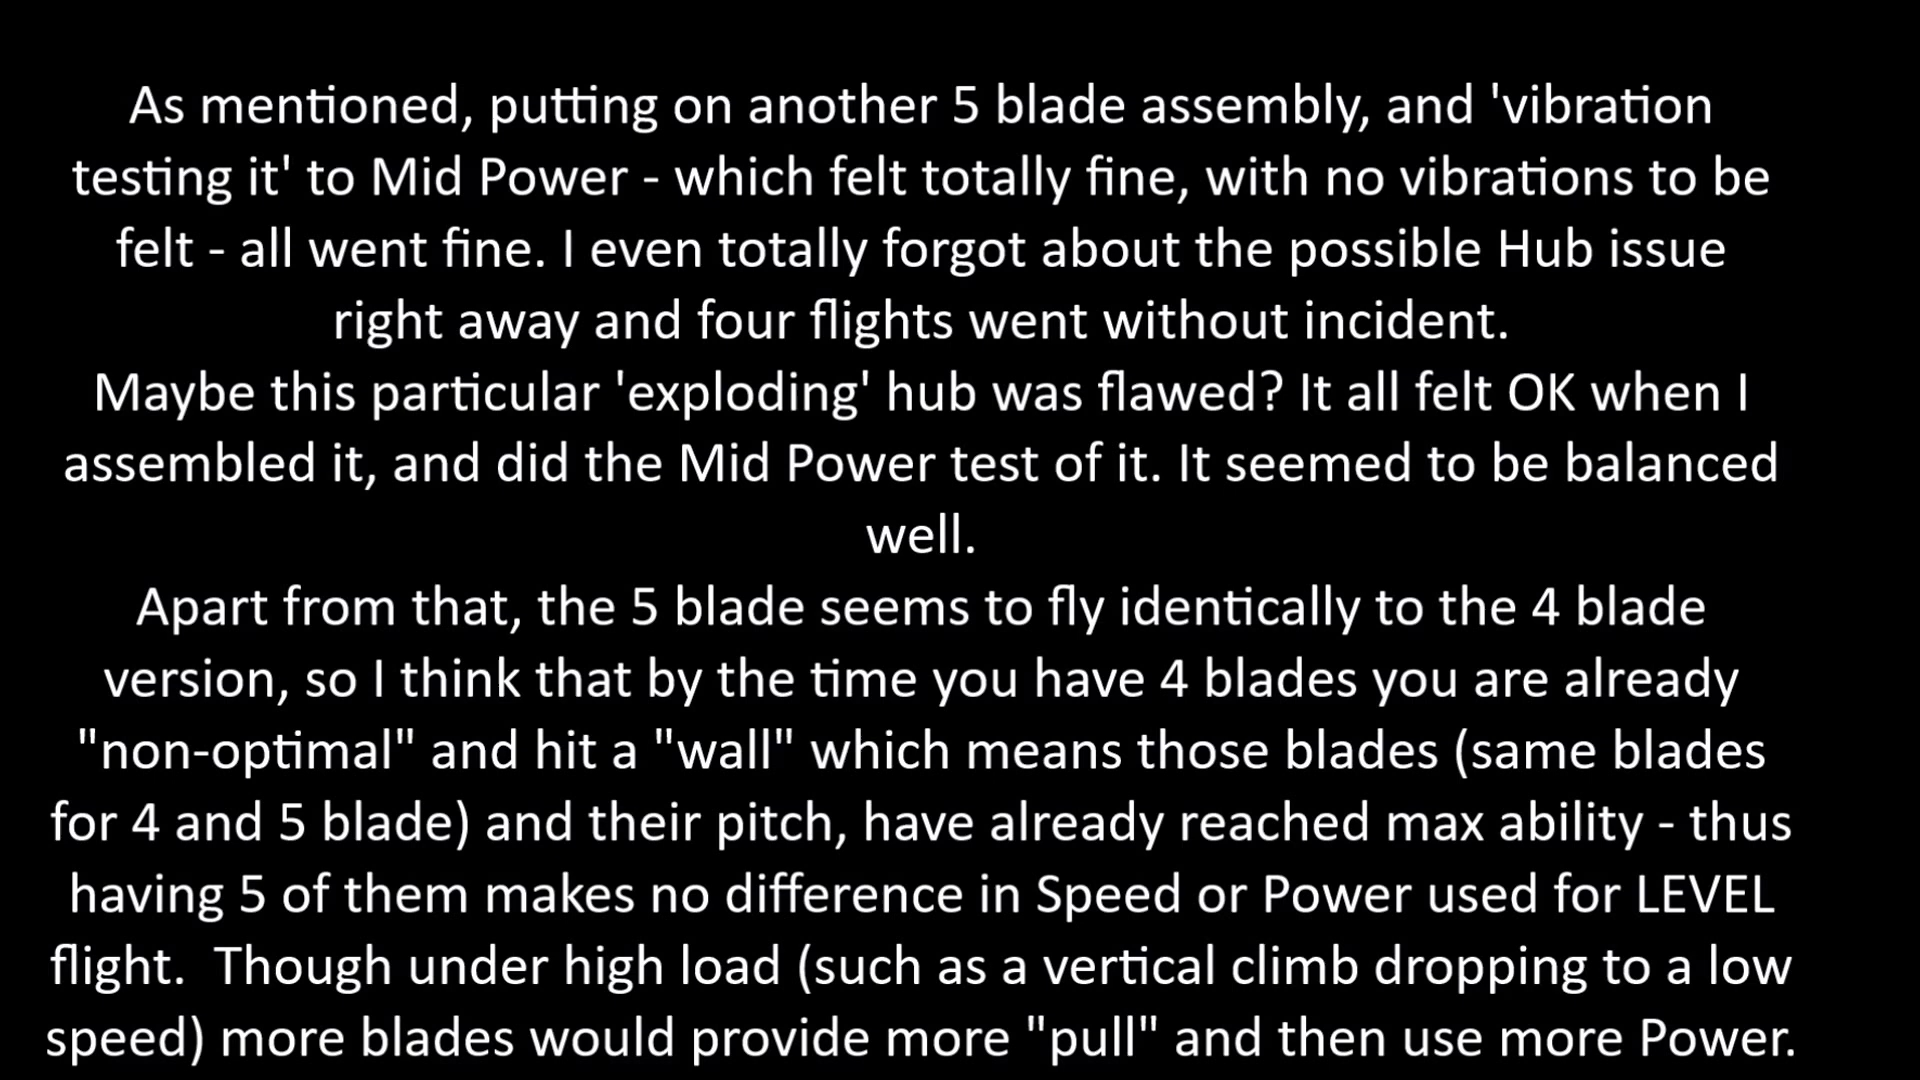 As mentioned, putting on another 5 blade assembly, and 'vibration
testing it' to Mid Power - which felt totally fine, with no vibrations to be
felt - all went fine. I even totally forgot about the possible Hub issue
right away and four flights went without incident.
Maybe this particular 'exploding' hub was flawed? It all felt OK when I
assembled it, and did the Mid Power test of it. It seemed to be balanced
well.
Apart from that, the 5 blade seems to fly identically to the 4 blade
version, so I think that by the time you have 4 blades you are already
"non-optimal" and hit a "wall" which means those blades (same blades
for 4 and 5 blade) and their pitch, have already reached max ability - thus
having 5 of them makes no difference in Speed or Power used for LEVEL
flight.  Though under high load (such as a vertical climb dropping to a low
speed) more blades would provide more "pull" and then use more Power.